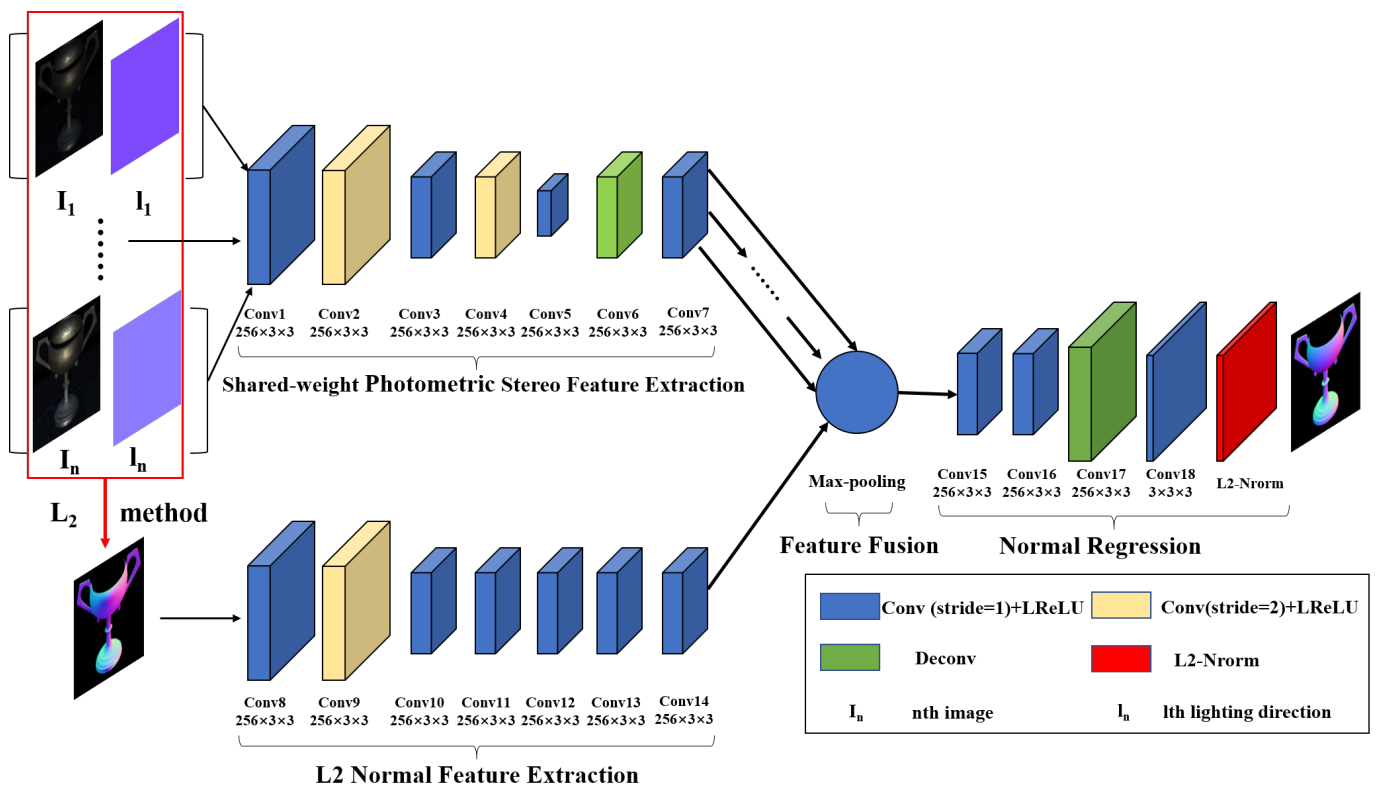 I1 l1
In ln
L2 method
Conv1 Conv2 Conv3 Conv4 Conv5 Conv6 Conv7
256×3×3 256×3×3 256×3×3 256×3×3 256×3×3 256×3×3 256×3×3
Shared-weight Photometric Stereo Feature Extraction
Max-pooling
Feature Fusion
Conv15 Conv16 Conv17 Conv18 L2-Nrorm
256×3×3 256×3×3 256×3×3 3×3×3
Normal Regression
Conv8 Conv9 Conv10 Conv11 Conv12 Conv13 Conv14
256×3×3 256×3×3 256×3×3 256×3×3 256×3×3 256×3×3 256×3×3
L2 Normal Feature Extraction
Conv (stride=1)+LReLU Conv(stride=2)+LReLU
Deconv L2-Nrorm
In nth image ln lth lighting direction